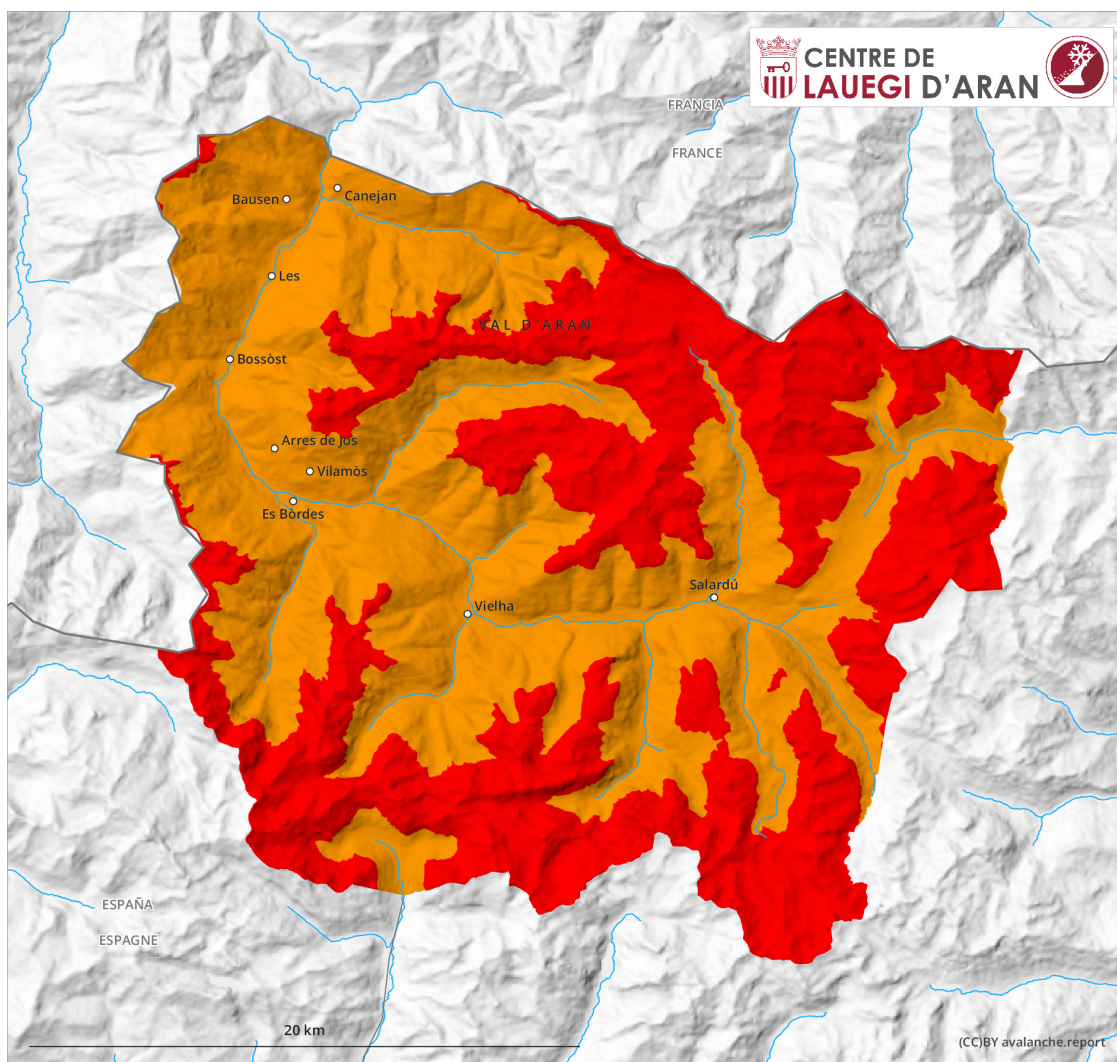 CENTRE DE
LAUEGI D'ARAN
FRANCIA
FRANCE
Bausen
Canejan
Les
VAL D'ARAN
Bossòst
Arres de Jos
Vilamòs
Es Bòrdes
Salardú
Vielha
ESPAÑA
ESPAGNE
20 km
(CC)BY avalanche.report